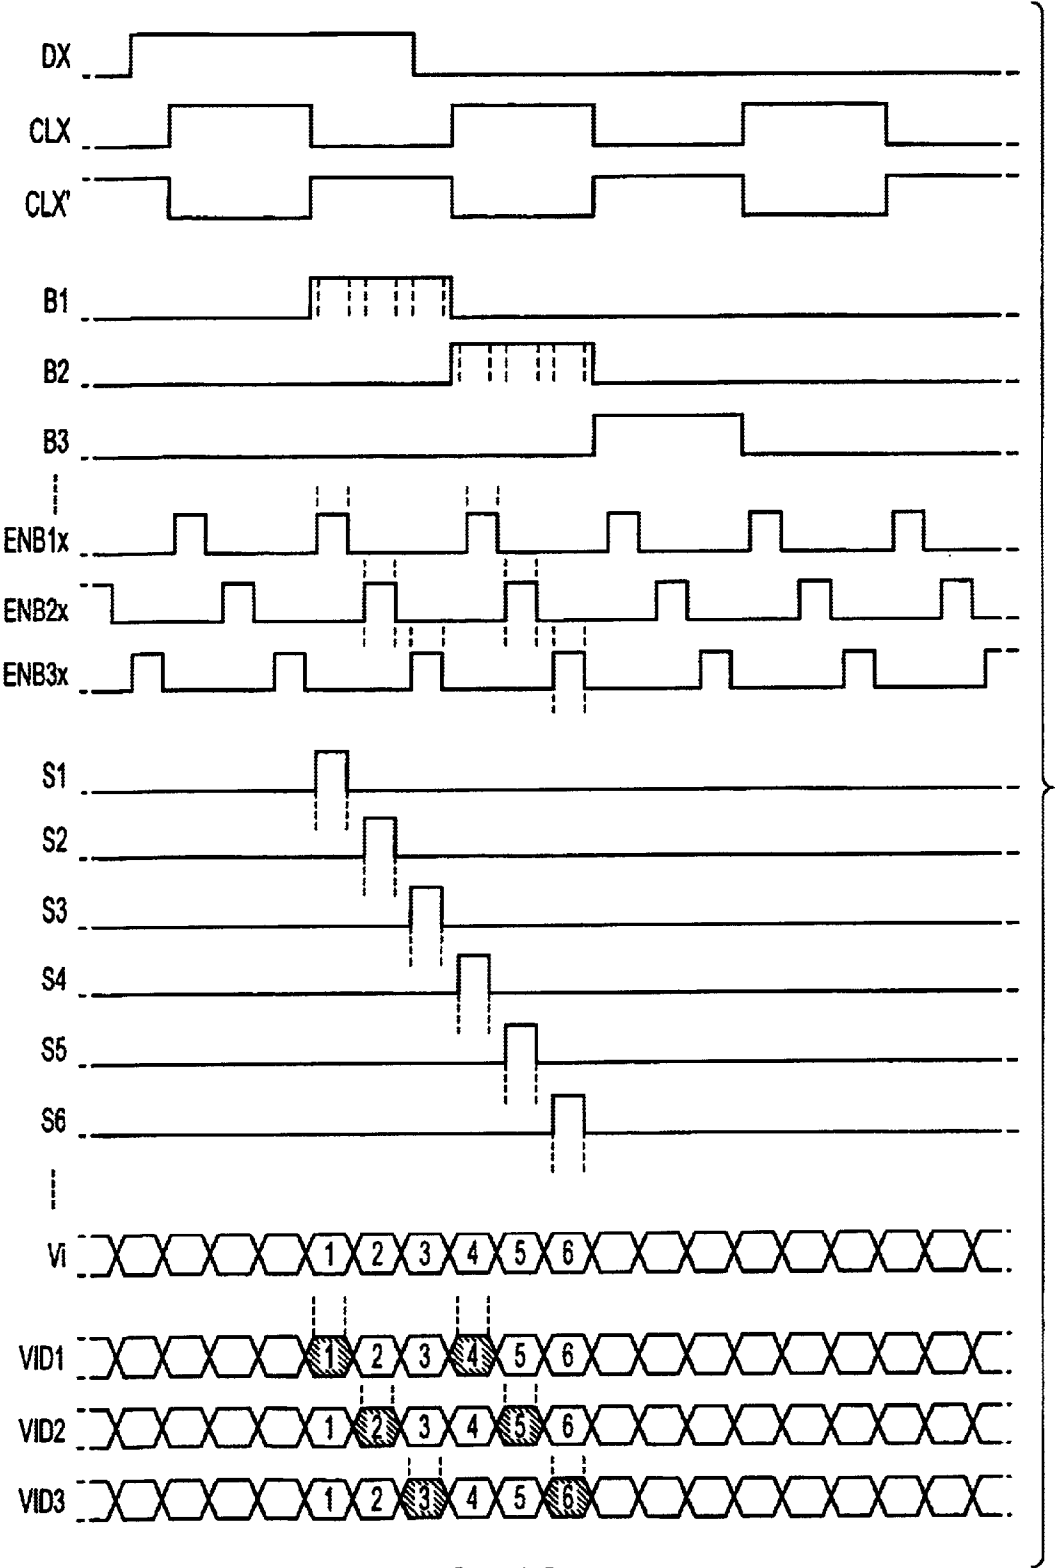 DX
CLX
CLX'
B1
B2
B3
ENB1x
ENB2x
ENB3x
S1
S2
S3
S4
S5
S6
Vi 1 2 3 4 5 6
VID1 1 2 3 4 5 6
VID2 1 2 3 4 5 6
VID3 1 2 3 4 5 6